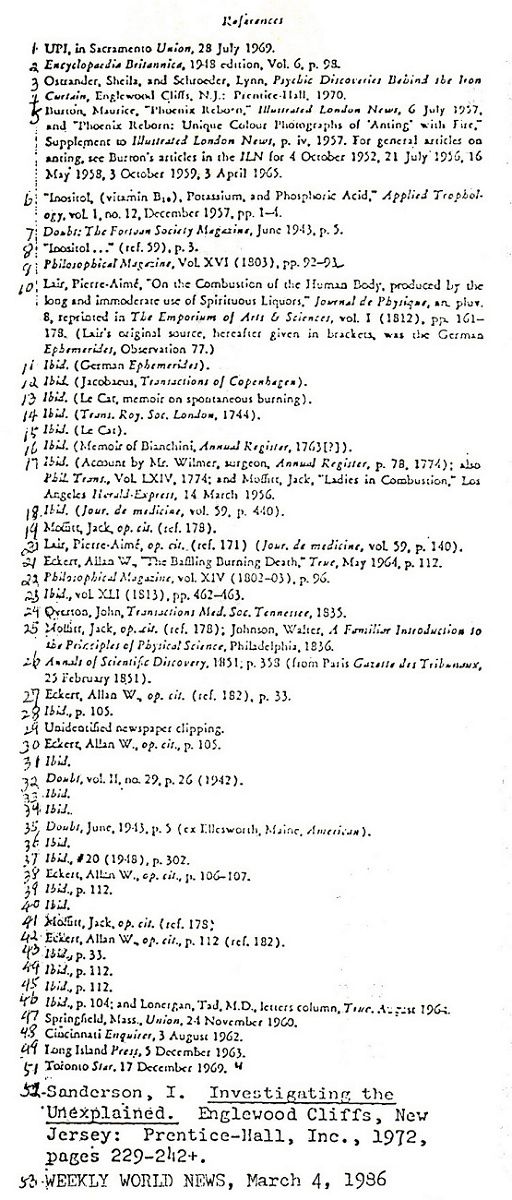 References
1 UPI, in Sacramento Union, 28 July 1969.
2 Encyclopaedia Britannica, 1948 edition, Vol. 6, p. 98.
3 Ostrander, Sheila, and Schroeder, Lynn, Psychic Discoveries Behind the Iron
4 Curtain, Englewood Cliffs, N.J.: Prentice-Hall, 1970.
5 Burton, Maurice, "Phoenix Reborn," Illustrated London News, 6 July 1957,
and "Phoenix Reborn: Unique Colour Photographs of 'Anting' with Fire,"
Supplement to Illustrated London News, p. iv, 1957. For general articles on
anting, see Burton's articles in the ILN for 4 October 1952, 21 July 1956, 16
May 1958, 3 October 1959, 3 April 1965.
6 "Inositol, (vitamin B₁₀), Potassium, and Phosphoric Acid," Applied Trophol-
ogy, vol. 1, no. 12, December 1957, pp. 1–4.
7 Doubt: The Fortean Society Magazine, June 1943, p. 5.
8 "Inositol ..." (ref. 59), p. 3.
9 Philosophical Magazine, Vol. XVI (1803), pp. 92–93.
10 Lair, Pierre-Aimé, "On the Combustion of the Human Body, produced by the
long and immoderate use of Spirituous Liquors," Journal de Physique, an. pluv.
8, reprinted in The Emporium of Arts & Sciences, vol. I (1812), pp. 161–
178. (Lair's original source, hereafter given in brackets, was the German
Ephemerides, Observation 77.)
11 Ibid. (German Ephemerides).
12 Ibid. (Jacobaeus, Transactions of Copenhagen).
13 Ibid. (Le Cat, memoir on spontaneous burning).
14 Ibid. (Trans. Roy. Soc. London, 1744).
15 Ibid. (Le Cat).
16 Ibid. (Memoir of Bianchini, Annual Register, 1763[?]).
17 Ibid. (Account by Mr. Wilmer, surgeon, Annual Register, p. 78, 1774); also
Phil Trans., Vol. LXIV, 1774; and Moffitt, Jack, "Ladies in Combustion," Los
Angeles Herald-Express, 14 March 1956.
18 Ibid. (Jour. de medicine, vol. 59, p. 440).
19 Moffitt, Jack, op. cit. (ref. 178).
20 Lair, Pierre-Aimé, op. cit. (ref. 171) (Jour. de medicine, vol. 59, p. 140).
21 Eckert, Allan W., "The Baffling Burning Death," True, May 1964, p. 112.
22 Philosophical Magazine, vol. XIV (1802–03), p. 96.
23 Ibid., vol. XLI (1813), pp. 462–463.
24 Overton, John, Transactions Med. Soc. Tennessee, 1835.
25 Moffitt, Jack, op. cit. (ref. 178); Johnson, Walter, A Familiar Introduction to
the Principles of Physical Science, Philadelphia, 1836.
26 Annals of Scientific Discovery, 1851; p. 358 (from Paris Gazette des Tribunaux,
25 February 1851).
27 Eckert, Allan W., op. cit. (ref. 182), p. 33.
28 Ibid., p. 105.
29 Unidentified newspaper clipping.
30 Eckert, Allan W., op. cit., p. 105.
31 Ibid.
32 Doubt, vol. II, no. 29, p. 26 (1942).
33 Ibid.
34 Ibid.
35 Doubt, June, 1943, p. 5 (ex Ellesworth, Maine, American).
36 Ibid.
37 Ibid., #20 (1948), p. 302.
38 Eckert, Allan W., op. cit., p. 106–107.
39 Ibid., p. 112.
40 Ibid.
41 Moffitt, Jack, op. cit. (ref. 178)
42 Eckert, Allan W., op. cit., p. 112 (ref. 182).
43 Ibid., p. 33.
44 Ibid., p. 112.
45 Ibid., p. 112.
46 Ibid., p. 104; and Lonergan, Tad, M.D., letters column, True, August 1964.
47 Springfield, Mass., Union, 24 November 1960.
48 Cincinnati Enquirer, 3 August 1962.
49 Long Island Press, 5 December 1963.
51 Toronto Star, 17 December 1969.
52 Sanderson, I. Investigating the
Unexplained. Englewood Cliffs, New
Jersey: Prentice-Hall, Inc., 1972,
pages 229-242+.
53 WEEKLY WORLD NEWS, March 4, 1986